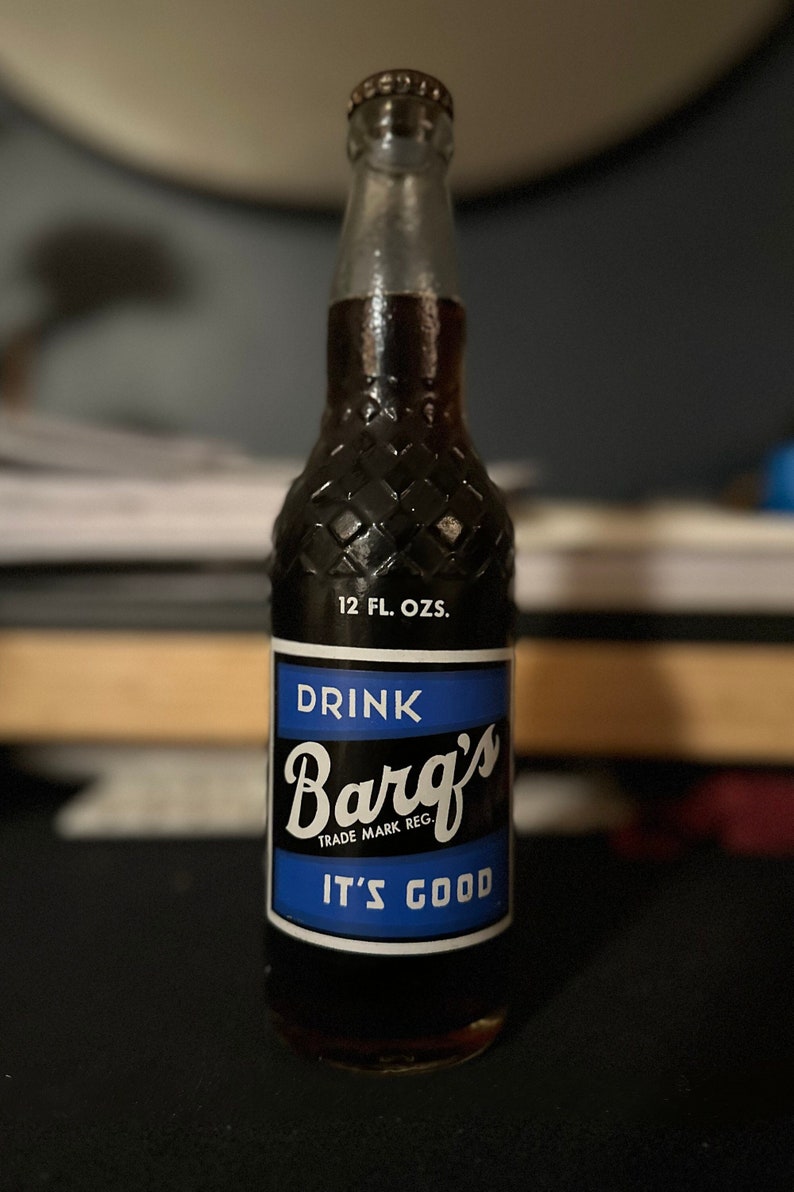 12 FL. OZS.
DRINK
Barq's
TRADE MARK REG.
IT'S GOOD